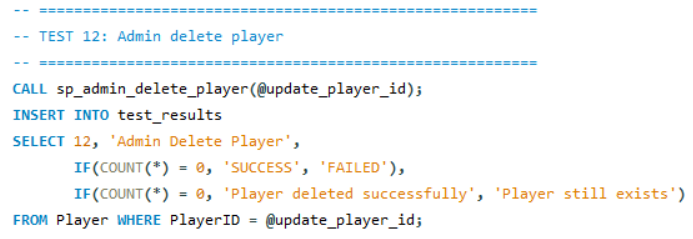 -- ======================================================
-- TEST 12: Admin delete player
-- ======================================================
CALL sp_admin_delete_player(@update_player_id);
INSERT INTO test_results
SELECT 12, 'Admin Delete Player',
       IF(COUNT(*) = 0, 'SUCCESS', 'FAILED'),
       IF(COUNT(*) = 0, 'Player deleted successfully', 'Player still exists')
FROM Player WHERE PlayerID = @update_player_id;